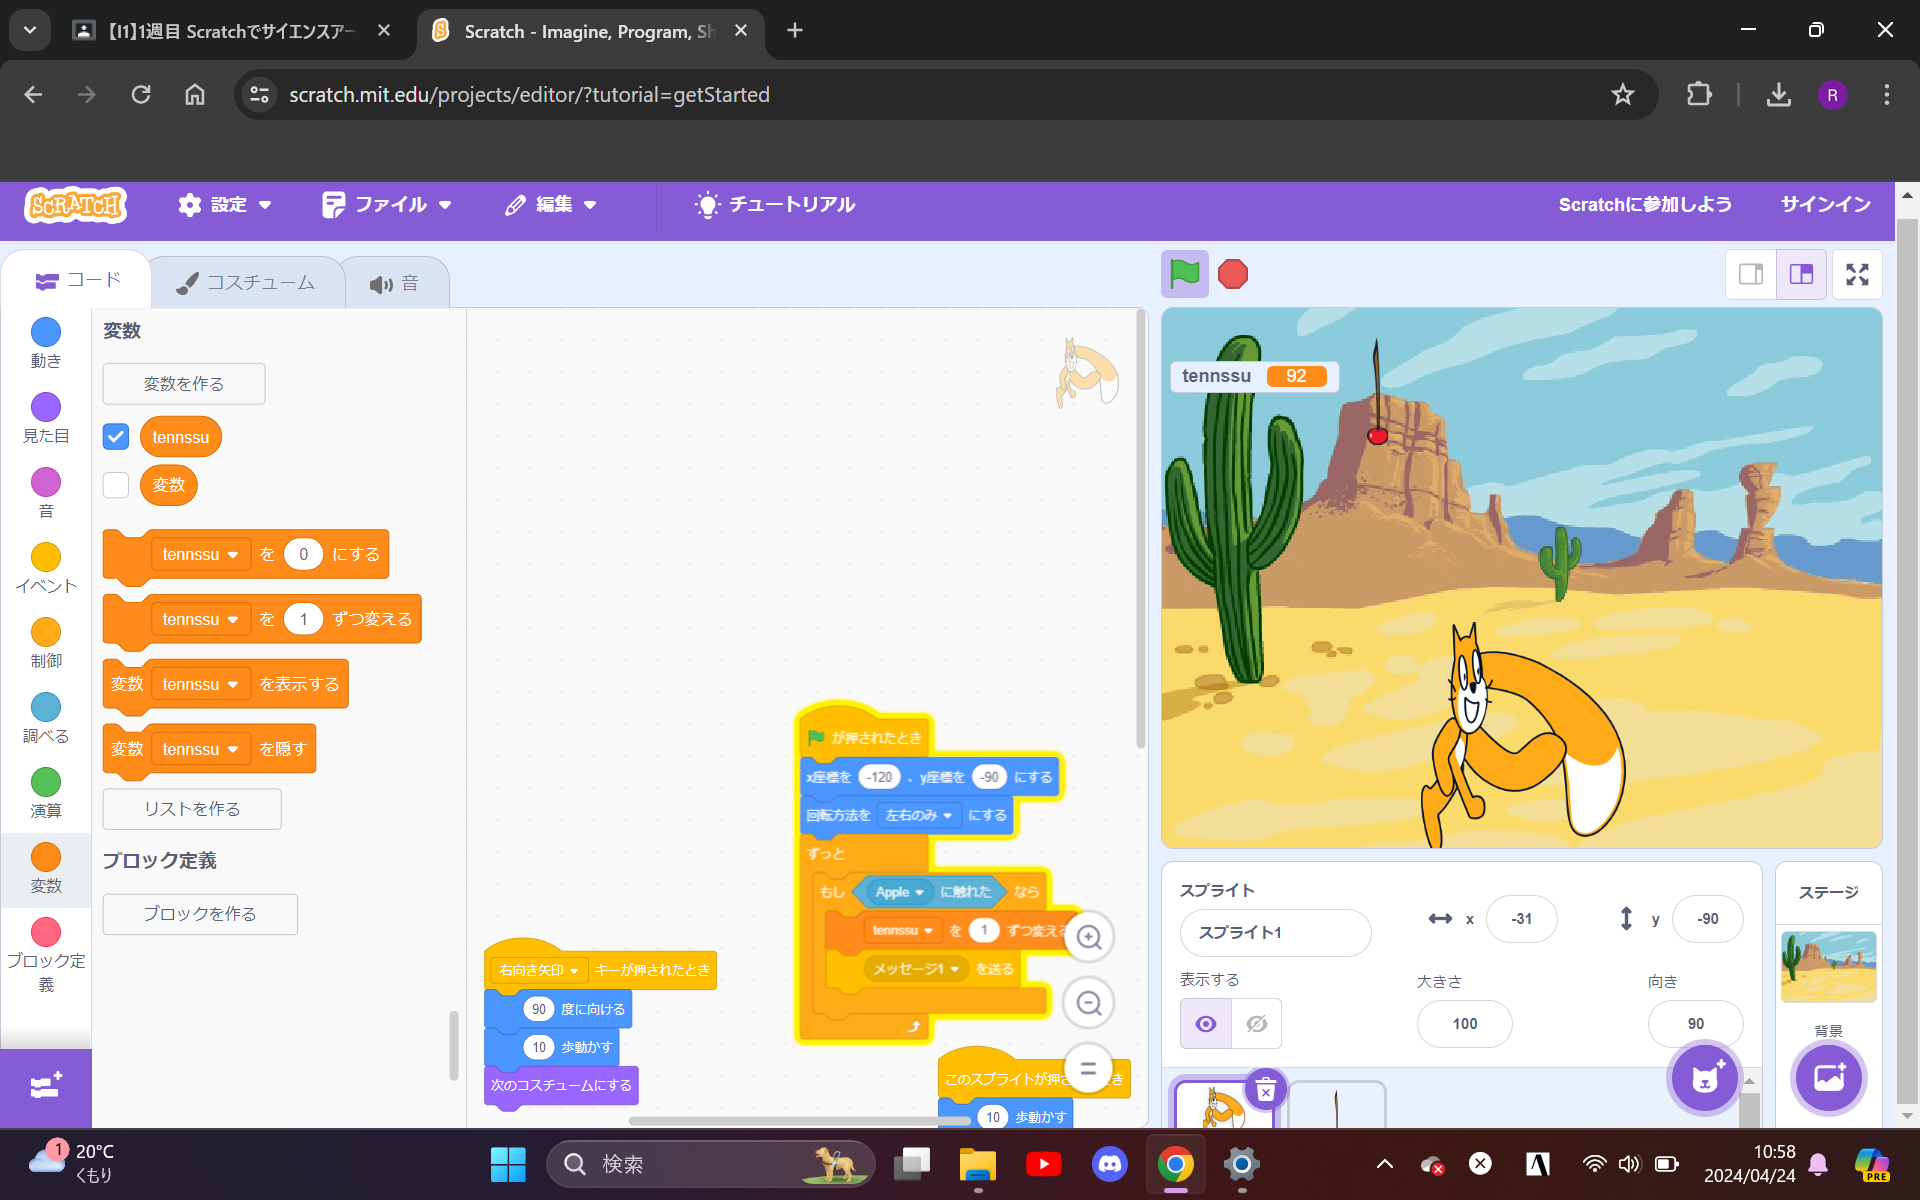 【I1】1週目 Scratchでサイエンスアー
Scratch - Imagine, Program, Sh
scratch.mit.edu/projects/editor/?tutorial=getStarted
R
SCRATCH
設定
ファイル
編集
チュートリアル
Scratchに参加しよう
サインイン
コード
コスチューム
音
動き
見た目
音
イベント
制御
調べる
演算
変数
ブロック定
義
変数
変数を作る
tennssu
変数
tennssu を 0 にする
tennssu を 1 ずつ変える
変数 tennssu を表示する
変数 tennssu を隠す
リストを作る
ブロック定義
ブロックを作る
が押されたとき
x座標を -120 、y座標を -90 にする
回転方法を 左右のみ にする
ずっと
もし Apple に触れた なら
tennssu を 1 ずつ変える
メッセージ1 を送る
右向き矢印 キーが押されたとき
90 度に向ける
10 歩動かす
次のコスチュームにする
このスプライトが押 き
10 歩動かす
tennssu 92
スプライト
スプライト1
x -31
y -90
表示する
大きさ
100
向き
90
ステージ
背景
1
20°C
くもり
検索
10:58
2024/04/24
PRE